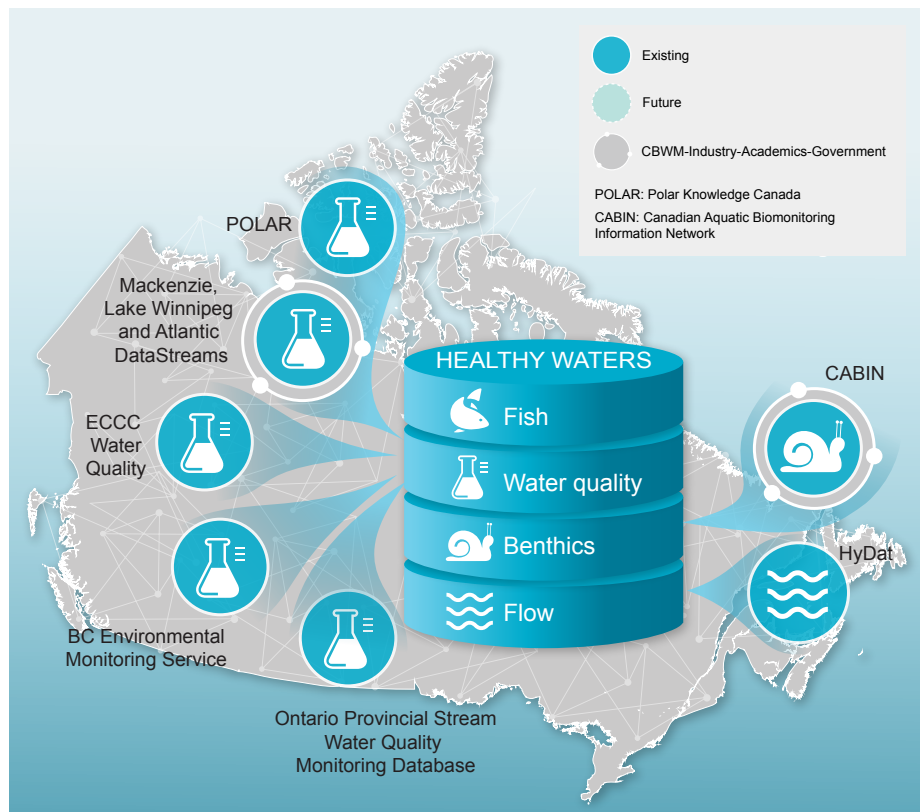 Existing
Future
CBWM-Industry-Academics-Government
POLAR: Polar Knowledge Canada
CABIN: Canadian Aquatic Biomonitoring
Information Network
POLAR
Mackenzie,
Lake Winnipeg
and Atlantic
DataStreams
ECCC
Water
Quality
BC Environmental
Monitoring Service
Ontario Provincial Stream
Water Quality
Monitoring Database
HEALTHY WATERS
Fish
Water quality
Benthics
Flow
CABIN
HyDat